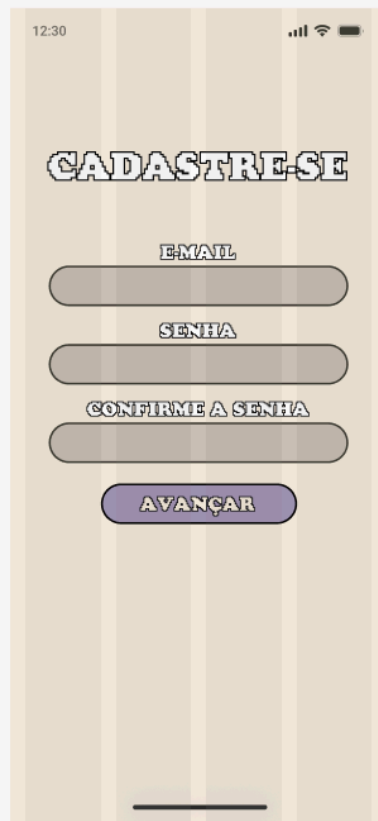 12:30
CADASTRE-SE
E-MAIL
SENHA
CONFIRME A SENHA
AVANÇAR